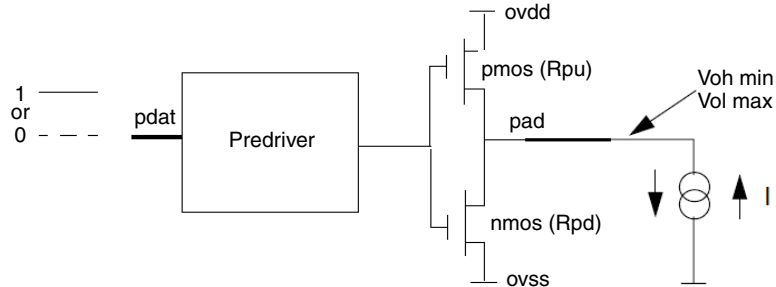 ovdd
pmos (Rpu)
Voh min
Vol max
1
or
0
pdat
Predriver
pad
nmos (Rpd)
I
ovss